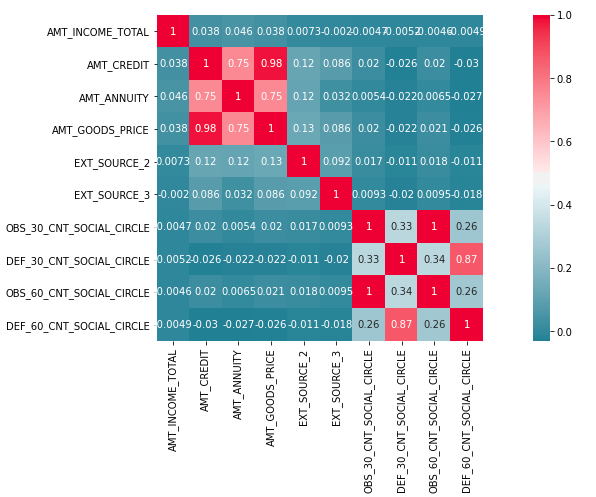 AMT_INCOME_TOTAL 1 0.038 0.046 0.038 0.0073 -0.002 -0.0047 -0.0052 -0.0046 -0.0049
AMT_CREDIT 0.038 1 0.75 0.98 0.12 0.086 0.02 -0.026 0.02 -0.03
AMT_ANNUITY 0.046 0.75 1 0.75 0.12 0.032 0.0054 -0.022 0.0065 -0.027
AMT_GOODS_PRICE 0.038 0.98 0.75 1 0.13 0.086 0.02 -0.022 0.021 -0.026
EXT_SOURCE_2 0.0073 0.12 0.12 0.13 1 0.092 0.017 -0.011 0.018 -0.011
EXT_SOURCE_3 -0.002 0.086 0.032 0.086 0.092 1 0.0093 -0.02 0.0095 -0.018
OBS_30_CNT_SOCIAL_CIRCLE -0.0047 0.02 0.0054 0.02 0.017 0.0093 1 0.33 1 0.26
DEF_30_CNT_SOCIAL_CIRCLE -0.0052 -0.026 -0.022 -0.022 -0.011 -0.02 0.33 1 0.34 0.87
OBS_60_CNT_SOCIAL_CIRCLE -0.0046 0.02 0.0065 0.021 0.018 0.0095 1 0.34 1 0.26
DEF_60_CNT_SOCIAL_CIRCLE -0.0049 -0.03 -0.027 -0.026 -0.011 -0.018 0.26 0.87 0.26 1
AMT_INCOME_TOTAL
AMT_CREDIT
AMT_ANNUITY
AMT_GOODS_PRICE
EXT_SOURCE_2
EXT_SOURCE_3
OBS_30_CNT_SOCIAL_CIRCLE
DEF_30_CNT_SOCIAL_CIRCLE
OBS_60_CNT_SOCIAL_CIRCLE
DEF_60_CNT_SOCIAL_CIRCLE
1.0
0.8
0.6
0.4
0.2
0.0